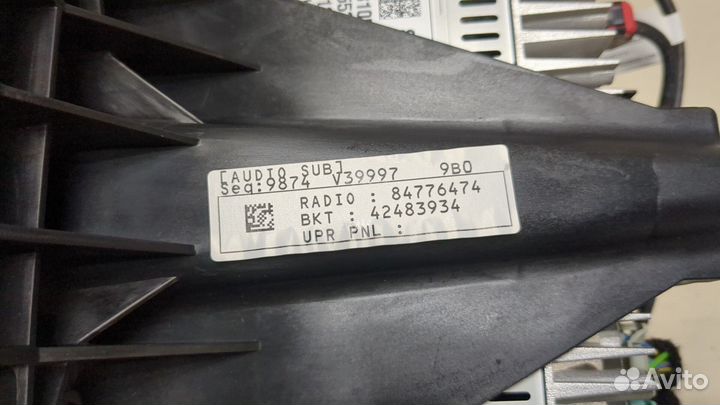 [AUDIO SUB]
Seq:9874 V39997 9B0
RADIO : 84776474
BKT : 42483934
UPR PNL :
Avito